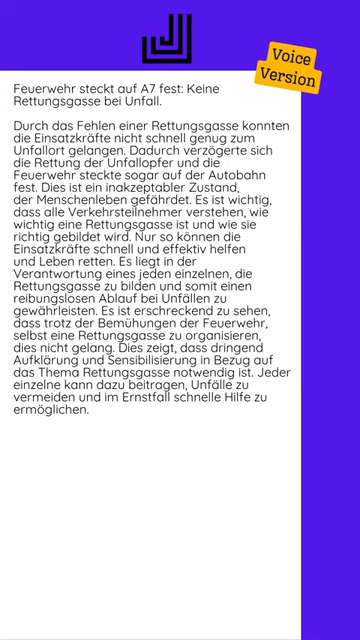 Voice
Version
Feuerwehr steckt auf A7 fest: Keine
Rettungsgasse bei Unfall.
Durch das Fehlen einer Rettungsgasse konnten
die Einsatzkräfte nicht schnell genug zum
Unfallort gelangen. Dadurch verzögerte sich
die Rettung der Unfallopfer und die
Feuerwehr steckte sogar auf der Autobahn
fest. Dies ist ein inakzeptabler Zustand,
der Menschenleben gefährdet. Es ist wichtig,
dass alle Verkehrsteilnehmer verstehen, wie
wichtig eine Rettungsgasse ist und wie sie
richtig gebildet wird. Nur so können die
Einsatzkräfte schnell und effektiv helfen
und Leben retten. Es liegt in der
Verantwortung eines jeden einzelnen, die
Rettungsgasse zu bilden und somit einen
reibungslosen Ablauf bei Unfällen zu
gewährleisten. Es ist erschreckend zu sehen,
dass trotz der Bemühungen der Feuerwehr,
selbst eine Rettungsgasse zu organisieren,
dies nicht gelang. Dies zeigt, dass dringend
Aufklärung und Sensibilisierung in Bezug auf
das Thema Rettungsgasse notwendig ist. Jeder
einzelne kann dazu beitragen, Unfälle zu
vermeiden und im Ernstfall schnelle Hilfe zu
ermöglichen.